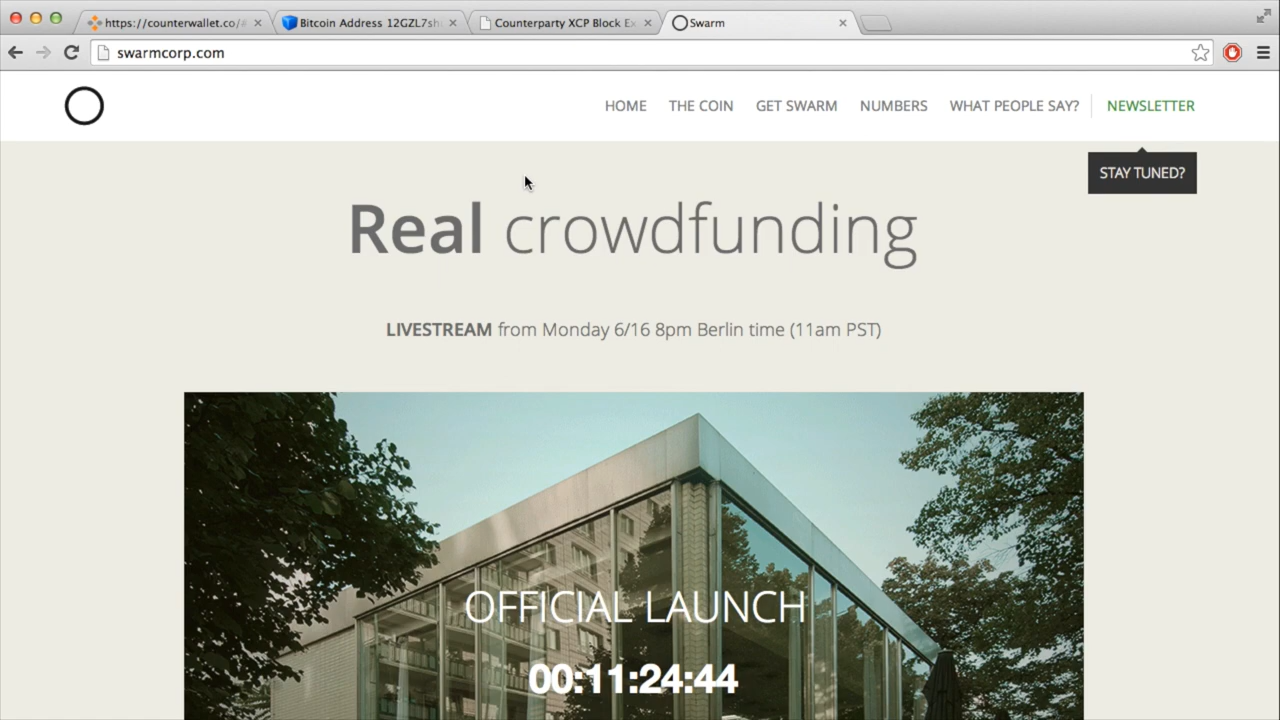 https://counterwallet.co/#
Bitcoin Address 12GZL7sh
Counterparty XCP Block Ex
Swarm
swarmcorp.com
HOME
THE COIN
GET SWARM
NUMBERS
WHAT PEOPLE SAY?
NEWSLETTER
STAY TUNED?
Real crowdfunding
LIVESTREAM from Monday 6/16 8pm Berlin time (11am PST)
OFFICIAL LAUNCH
00:11:24:44